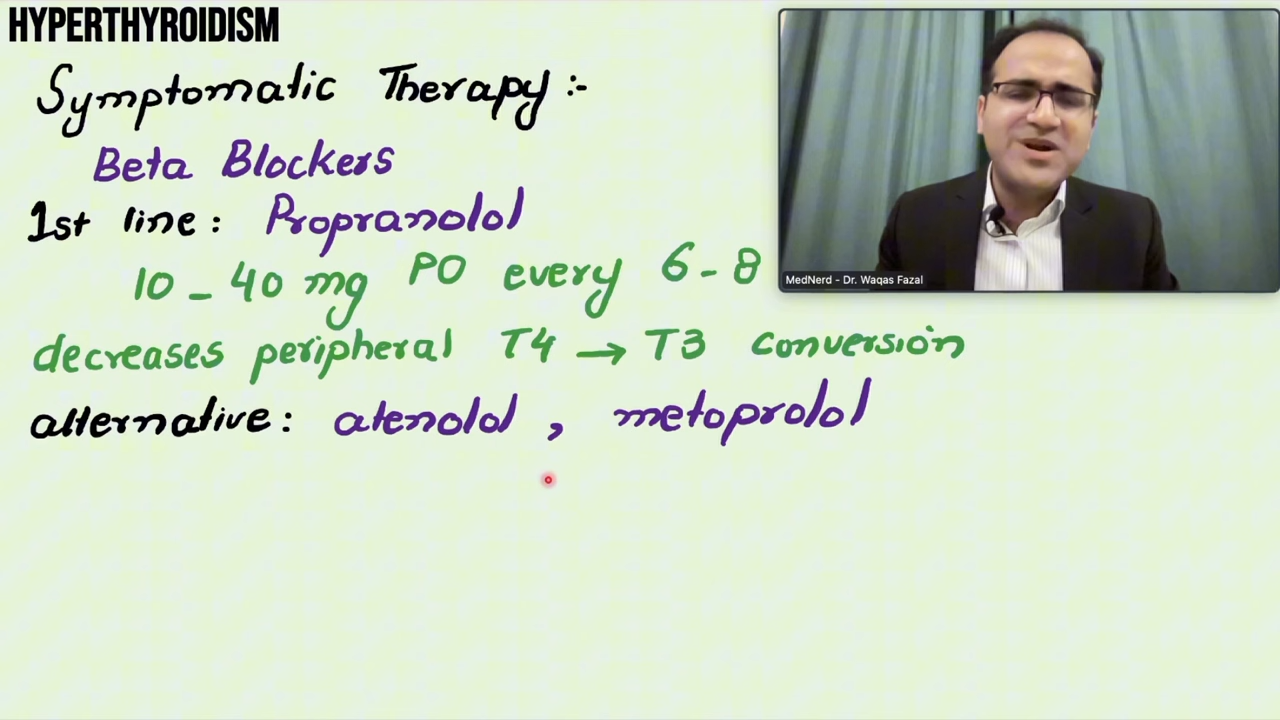 HYPERTHYROIDISM
Symptomatic Therapy :-
Beta Blockers
1st line : Propranolol
10 - 40 mg PO every 6-8
decreases peripheral T4 → T3 conversion
alternative : atenolol , metoprolol
MedNerd - Dr. Waqas Fazal